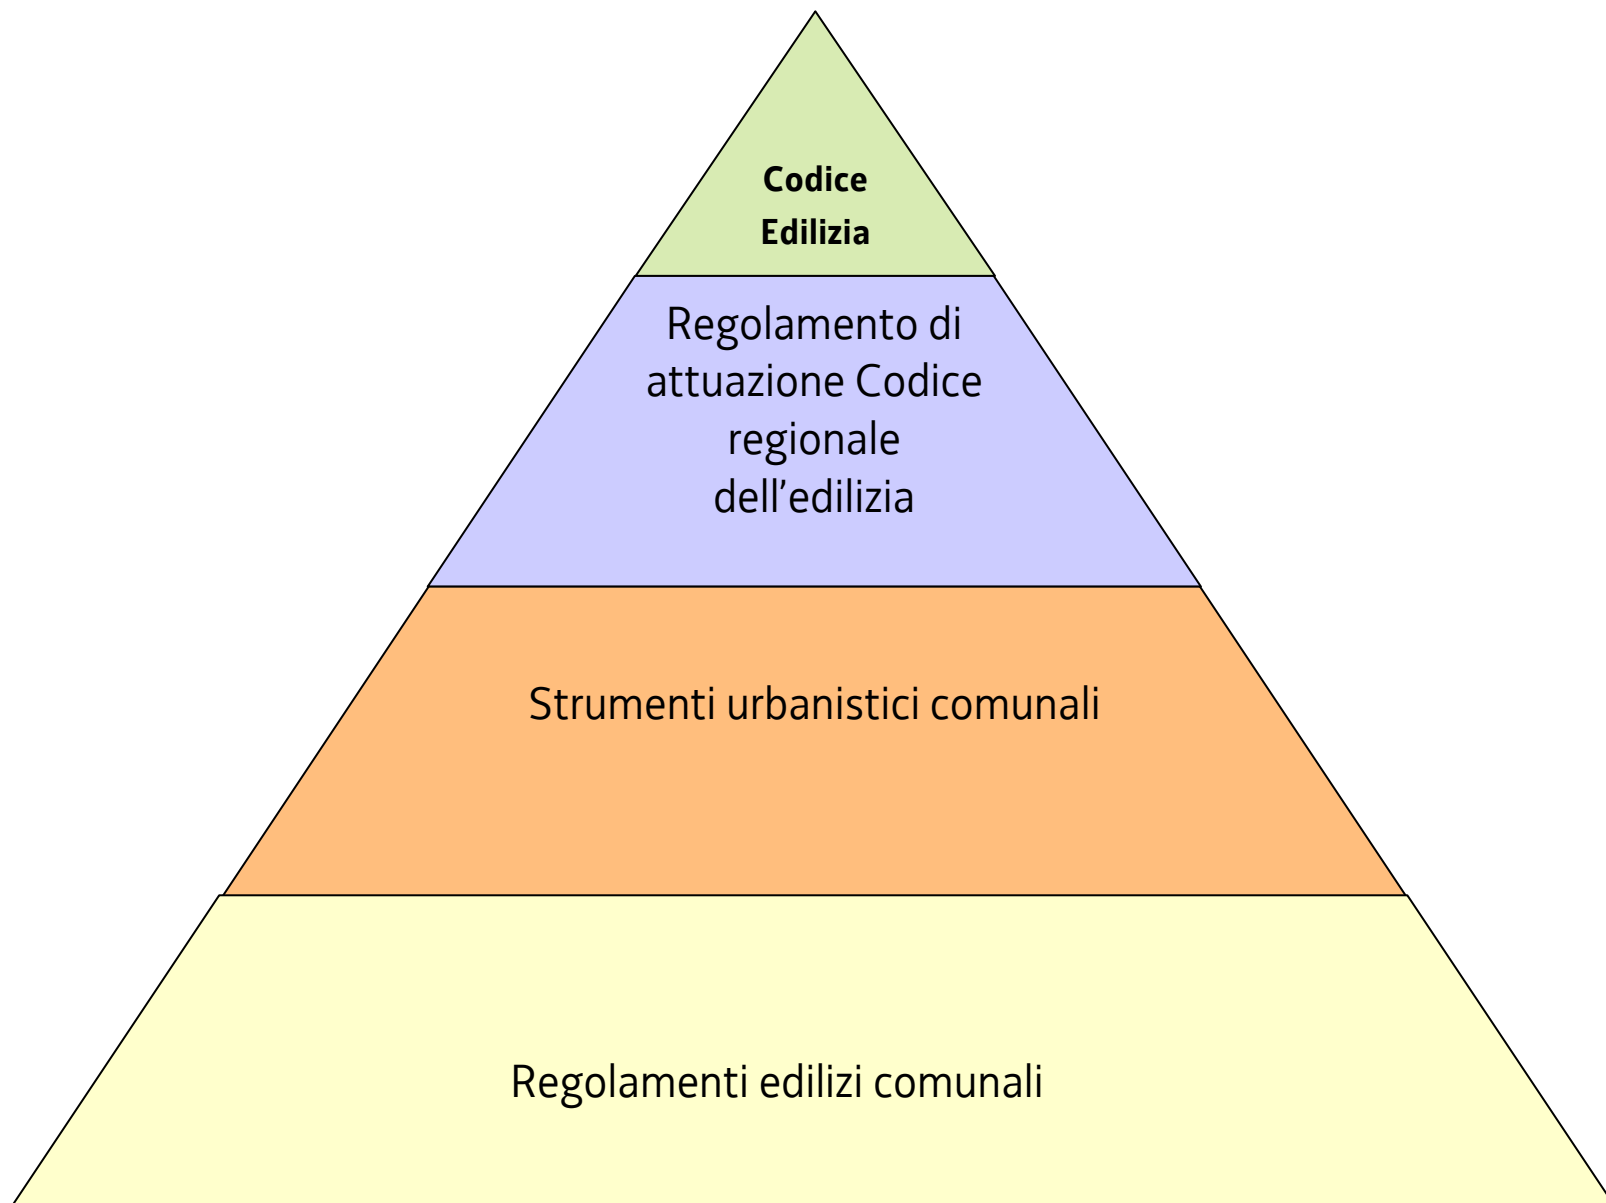 Codice
Edilizia
Regolamento di
attuazione Codice
regionale
dell’edilizia
Strumenti urbanistici comunali
Regolamenti edilizi comunali